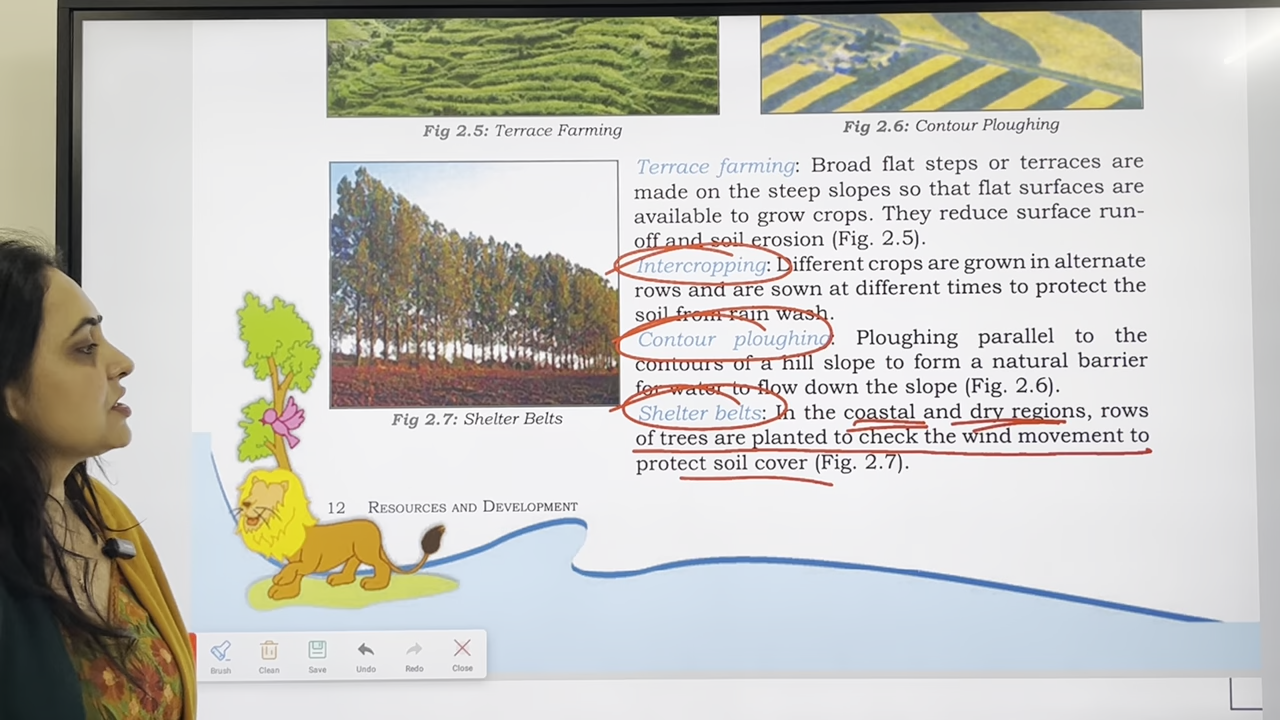 Fig 2.5: Terrace Farming
Fig 2.6: Contour Ploughing
Terrace farming: Broad flat steps or terraces are
made on the steep slopes so that flat surfaces are
available to grow crops. They reduce surface run-
off and soil erosion (Fig. 2.5).
Intercropping: Different crops are grown in alternate
rows and are sown at different times to protect the
soil from rain wash.
Contour ploughing: Ploughing parallel to the
contours of a hill slope to form a natural barrier
for water to flow down the slope (Fig. 2.6).
Shelter belts: In the coastal and dry regions, rows
of trees are planted to check the wind movement to
protect soil cover (Fig. 2.7).
Fig 2.7: Shelter Belts
12 RESOURCES AND DEVELOPMENT
Brush Clean Save Undo Redo Close